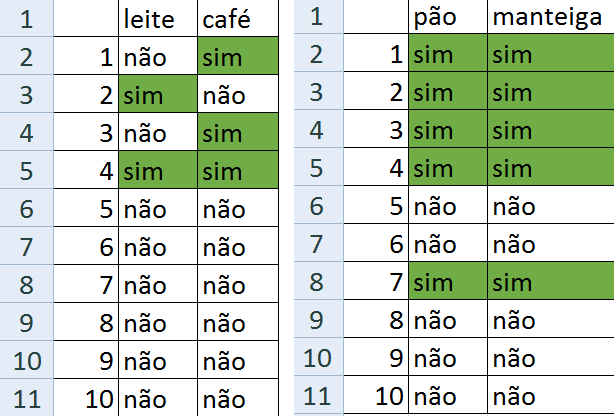 1 leite café
2 1 não sim
3 2 sim não
4 3 não sim
5 4 sim sim
6 5 não não
7 6 não não
8 7 não não
9 8 não não
10 9 não não
11 10 não não
1 pão manteiga
2 1 sim sim
3 2 sim sim
4 3 sim sim
5 4 sim sim
6 5 não não
7 6 não não
8 7 sim sim
9 8 não não
10 9 não não
11 10 não não